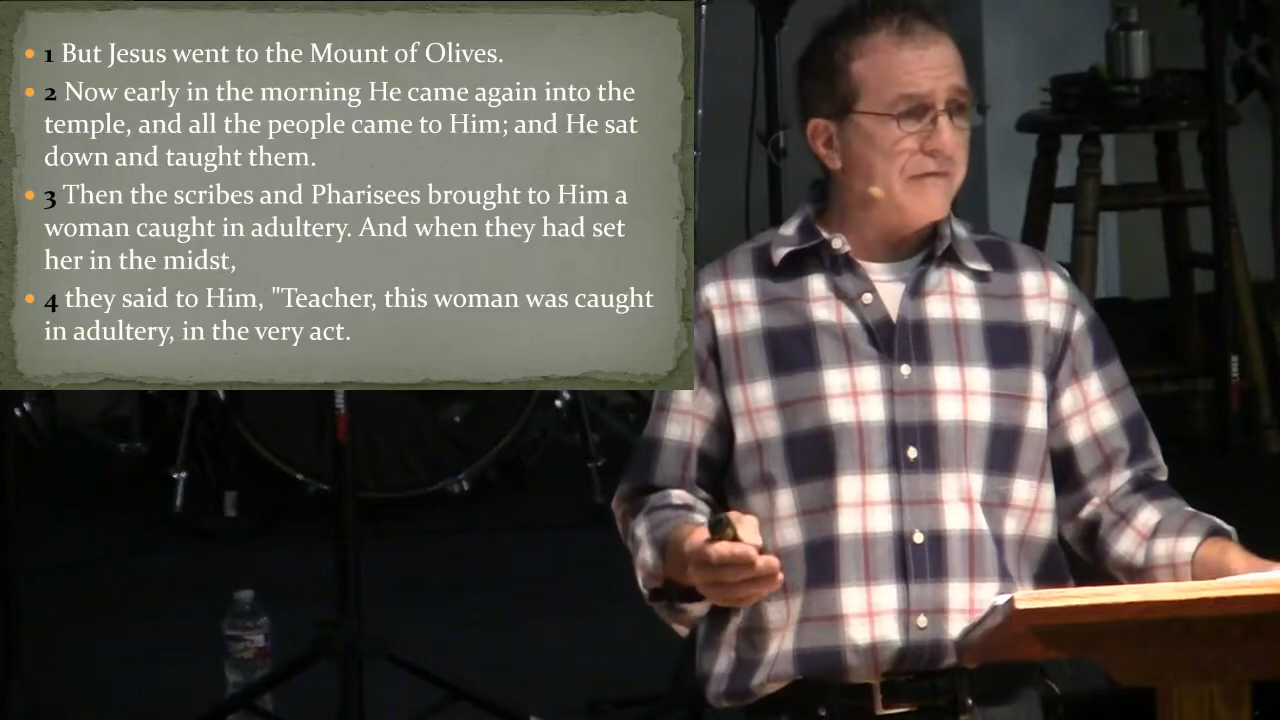 1 But Jesus went to the Mount of Olives.
2 Now early in the morning He came again into the
temple, and all the people came to Him; and He sat
down and taught them.
3 Then the scribes and Pharisees brought to Him a
woman caught in adultery. And when they had set
her in the midst,
4 they said to Him, "Teacher, this woman was caught
in adultery, in the very act.